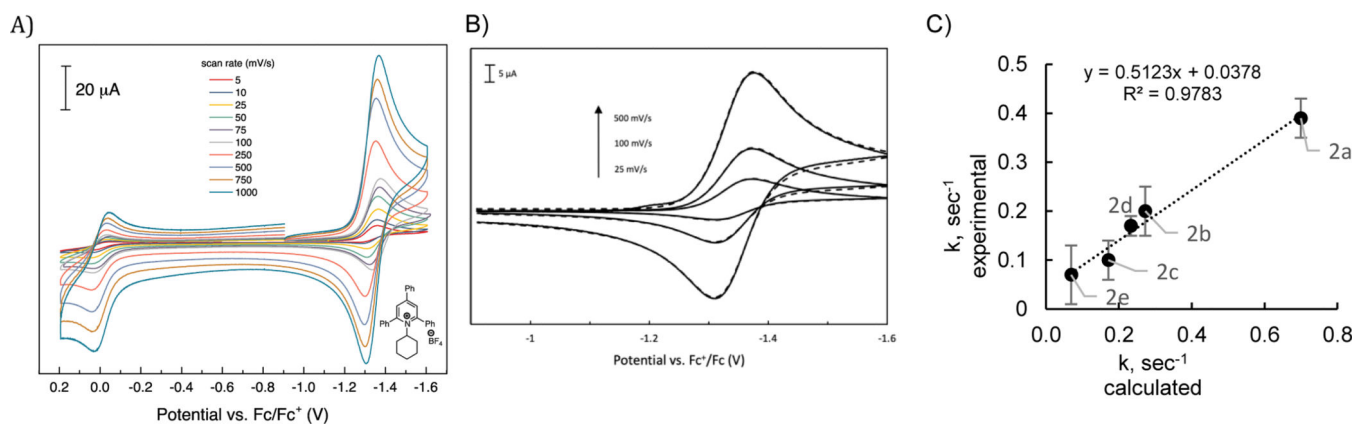 A)
20 μA
scan rate (mV/s)
5
10
25
50
75
100
250
500
750
1000
Ph
Ph
Ph
N
⊕
⊖
BF4
0.2 0.0 -0.2 -0.4 -0.6 -0.8 -1.0 -1.2 -1.4 -1.6
Potential vs. Fc/Fc⁺ (V)
B)
5 μA
500 mV/s
100 mV/s
25 mV/s
-1 -1.2 -1.4 -1.6
Potential vs. Fc⁺/Fc (V)
C)
y = 0.5123x + 0.0378
R² = 0.9783
0.5
0.4
0.3
0.2
0.1
0
k, sec⁻¹
experimental
2a
2d
2b
2c
2e
0.0 0.2 0.4 0.6 0.8
k, sec⁻¹
calculated